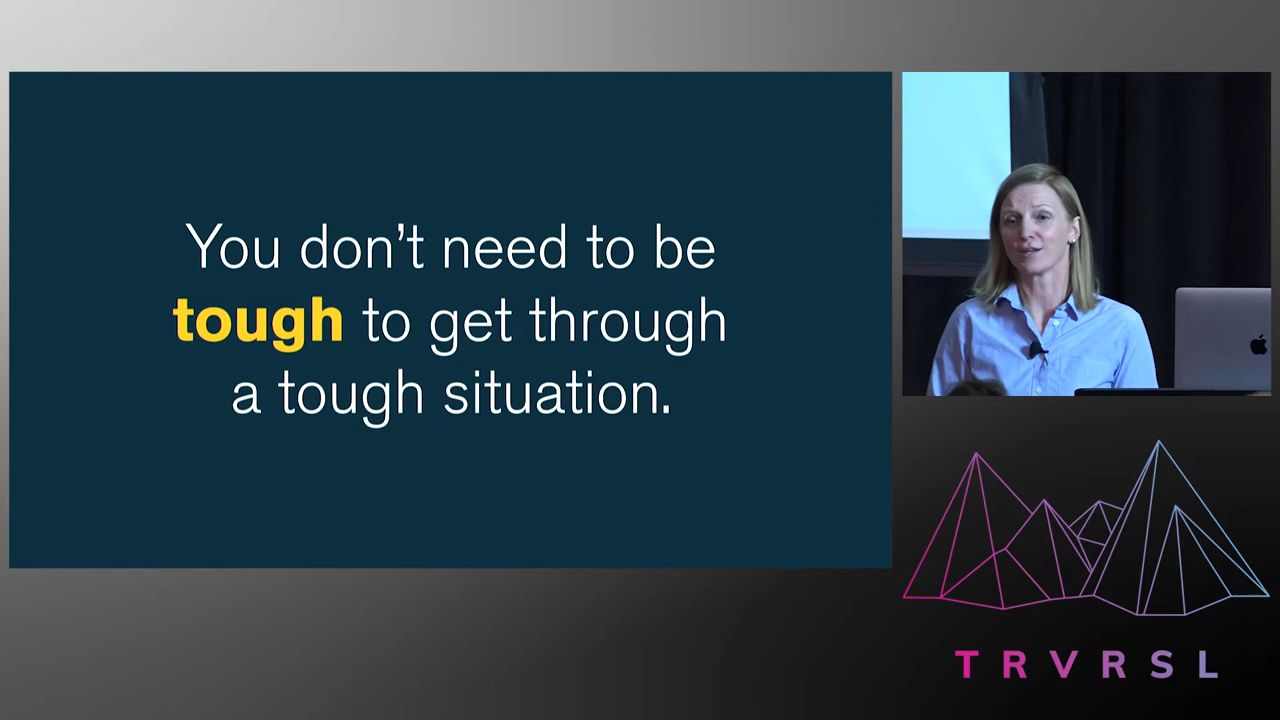 You don’t need to be
tough to get through
a tough situation.
TRVRSL